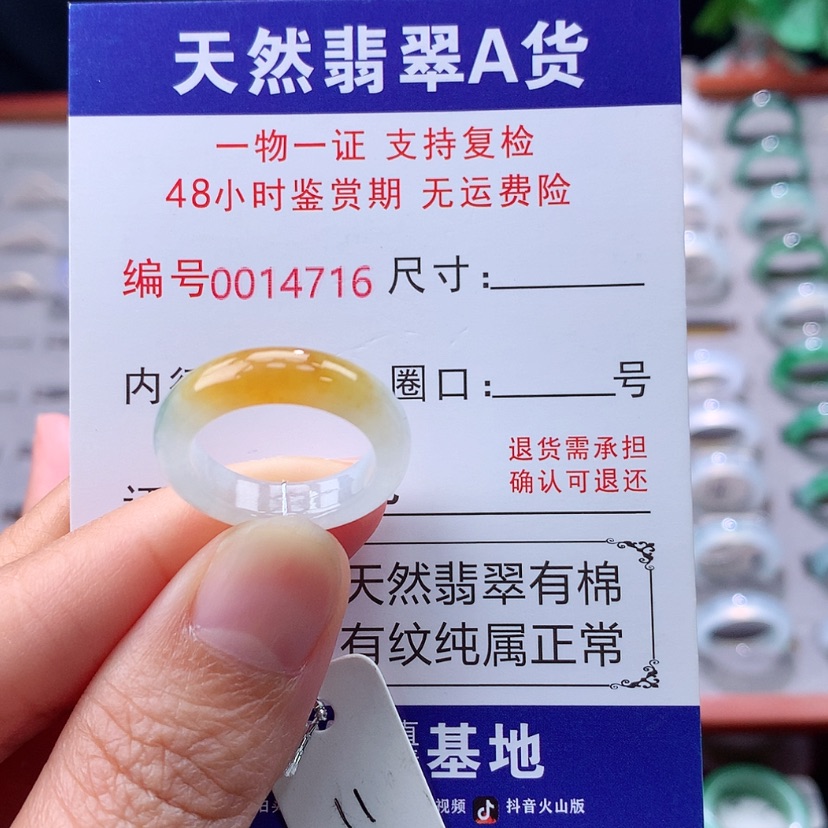 天然翡翠A货
一物一证 支持复检
48小时鉴赏期 无运费险
编号0014716 尺寸:
内 圈口: 号
退货需承担
确认可退还
天然翡翠有棉
有纹纯属正常
基地
视频 抖音火山版
11